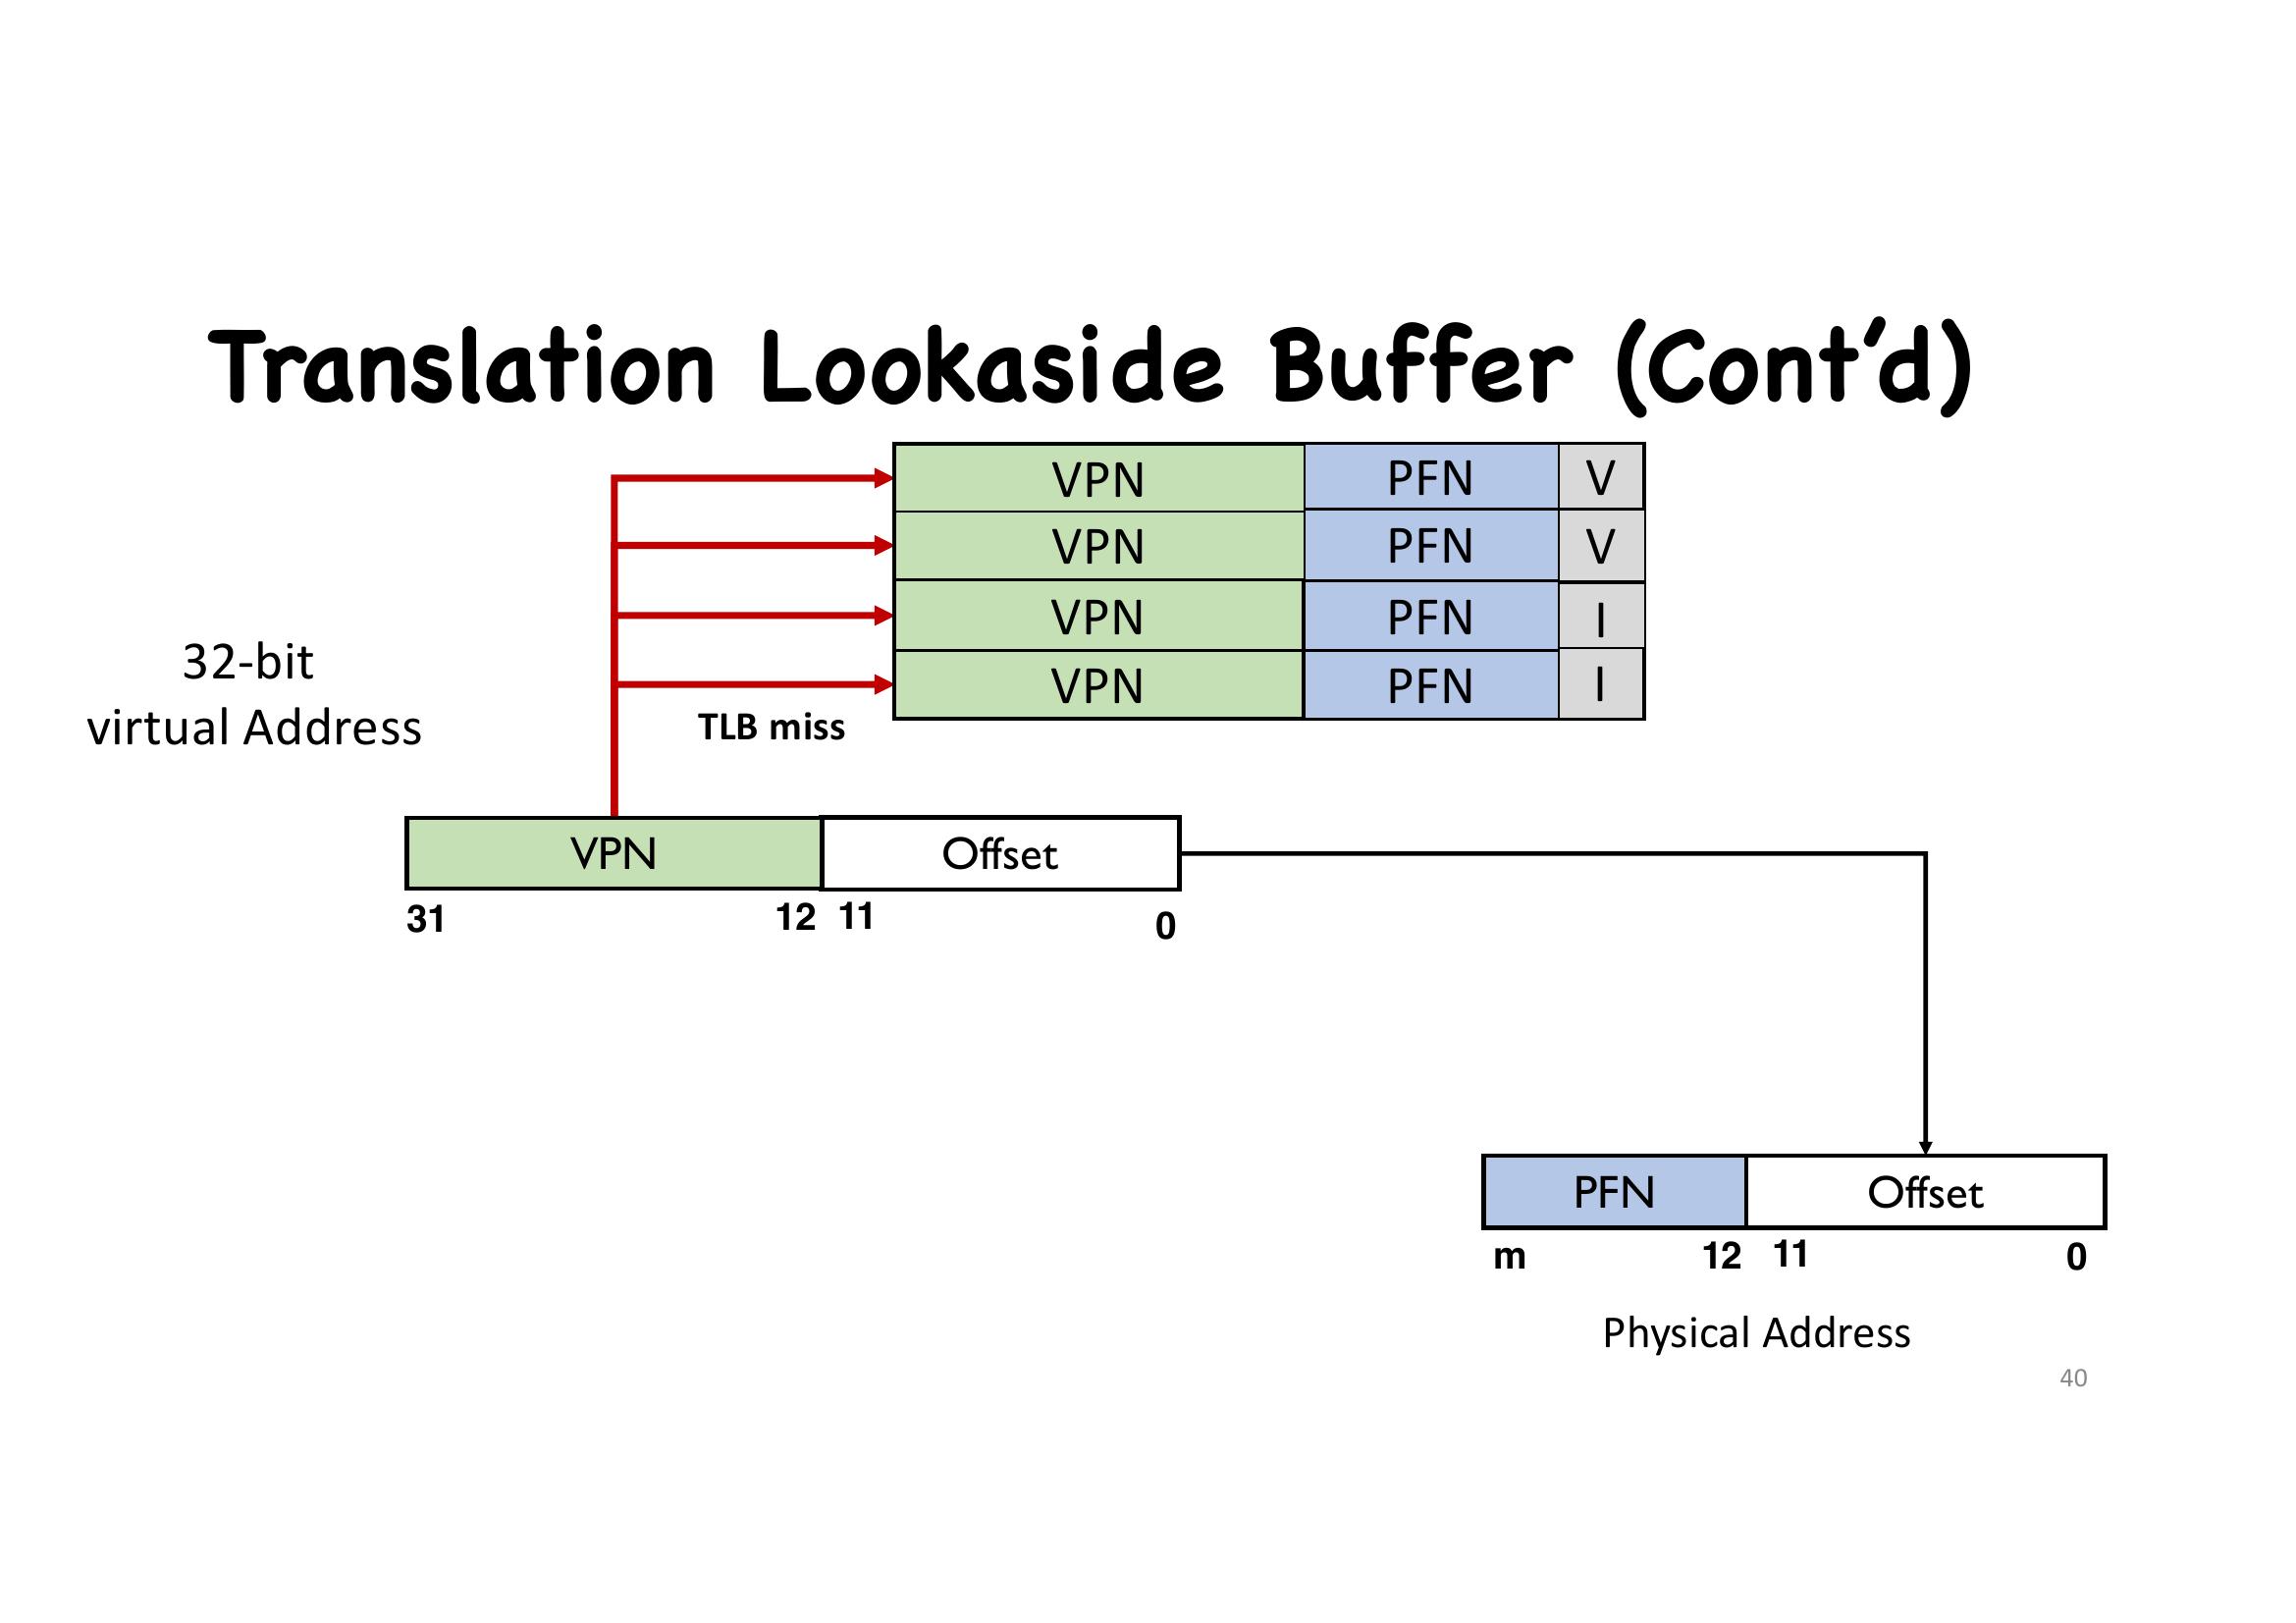 Translation Lookaside Buffer (Cont'd)
VPN PFN V
VPN PFN V
VPN PFN I
VPN PFN I
32-bit
virtual Address
TLB miss
VPN Offset
31 12 11 0
PFN Offset
m 12 11 0
Physical Address
40